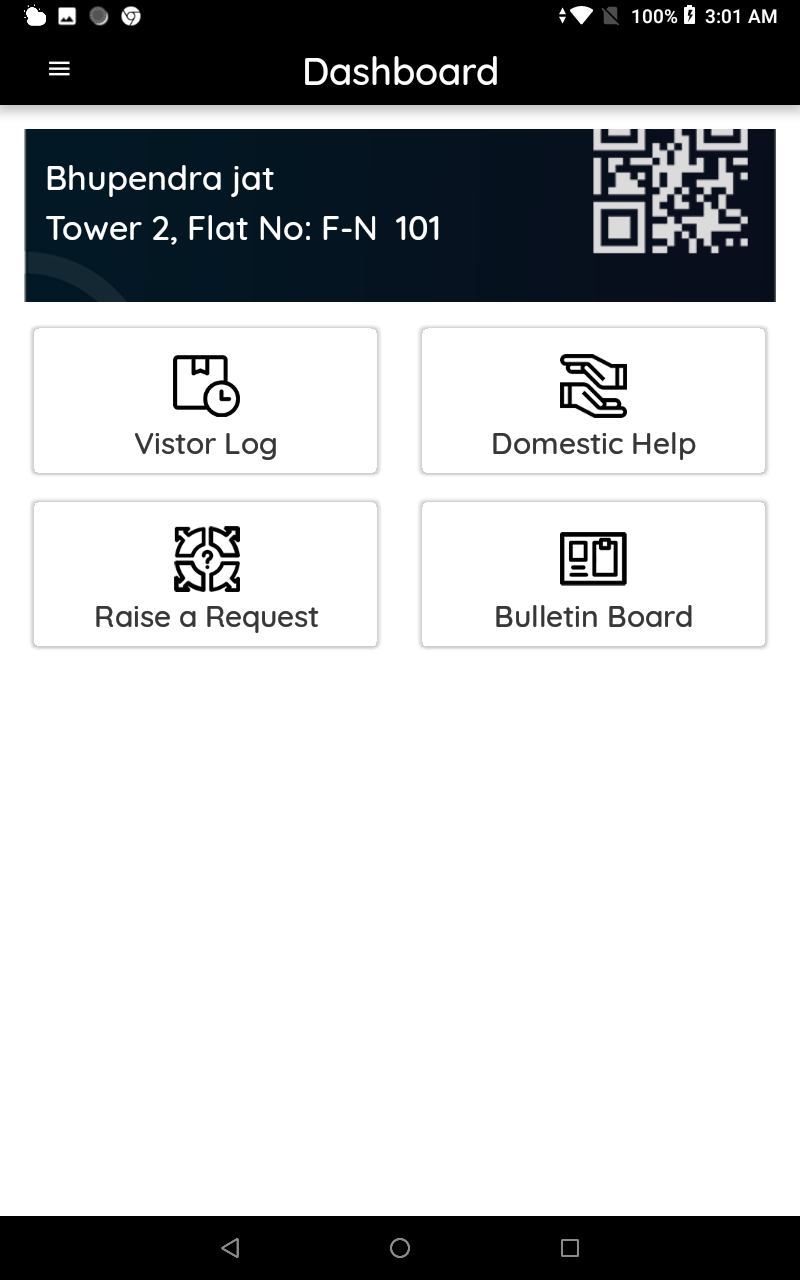 100% 3:01 AM
Dashboard
Bhupendra jat
Tower 2, Flat No: F-N 101
Vistor Log
Domestic Help
?
Raise a Request
Bulletin Board